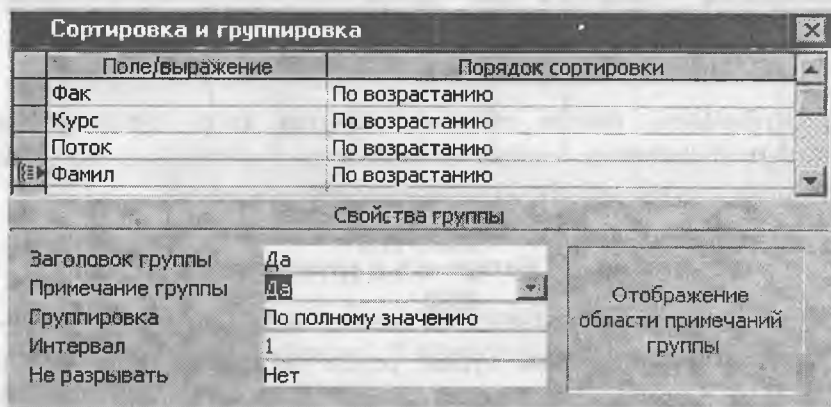 Сортировка и группировка
Поле/выражение Порядок сортировки
Фак По возрастанию
Курс По возрастанию
Поток По возрастанию
Фамил По возрастанию
Свойства группы
Заголовок группы Да
Примечание группы Да
Группировка По полному значению
Интервал 1
Не разрывать Нет
Отображение
области примечаний
группы